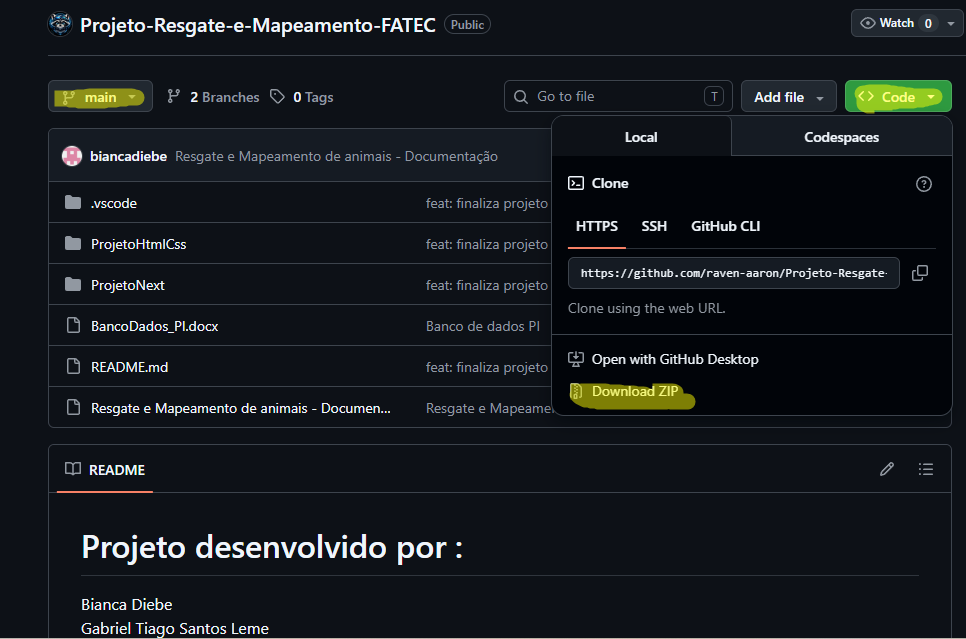 Projeto-Resgate-e-Mapeamento-FATEC Public
Watch 0
main
2 Branches
0 Tags
Go to file
T
Add file
Code
Local
Codespaces
biancadiebe Resgate e Mapeamento de animais - Documentação
Clone
.vscode feat: finaliza projeto
HTTPS SSH GitHub CLI
ProjetoHtmlCss feat: finaliza projeto
https://github.com/raven-aaron/Projeto-Resgate-
ProjetoNext feat: finaliza projeto
Clone using the web URL.
BancoDados_PI.docx Banco de dados PI
Open with GitHub Desktop
README.md feat: finaliza projeto
Download ZIP
Resgate e Mapeamento de animais - Documen... Resgate e Mapeame
README
Projeto desenvolvido por :
Bianca Diebe
Gabriel Tiago Santos Leme